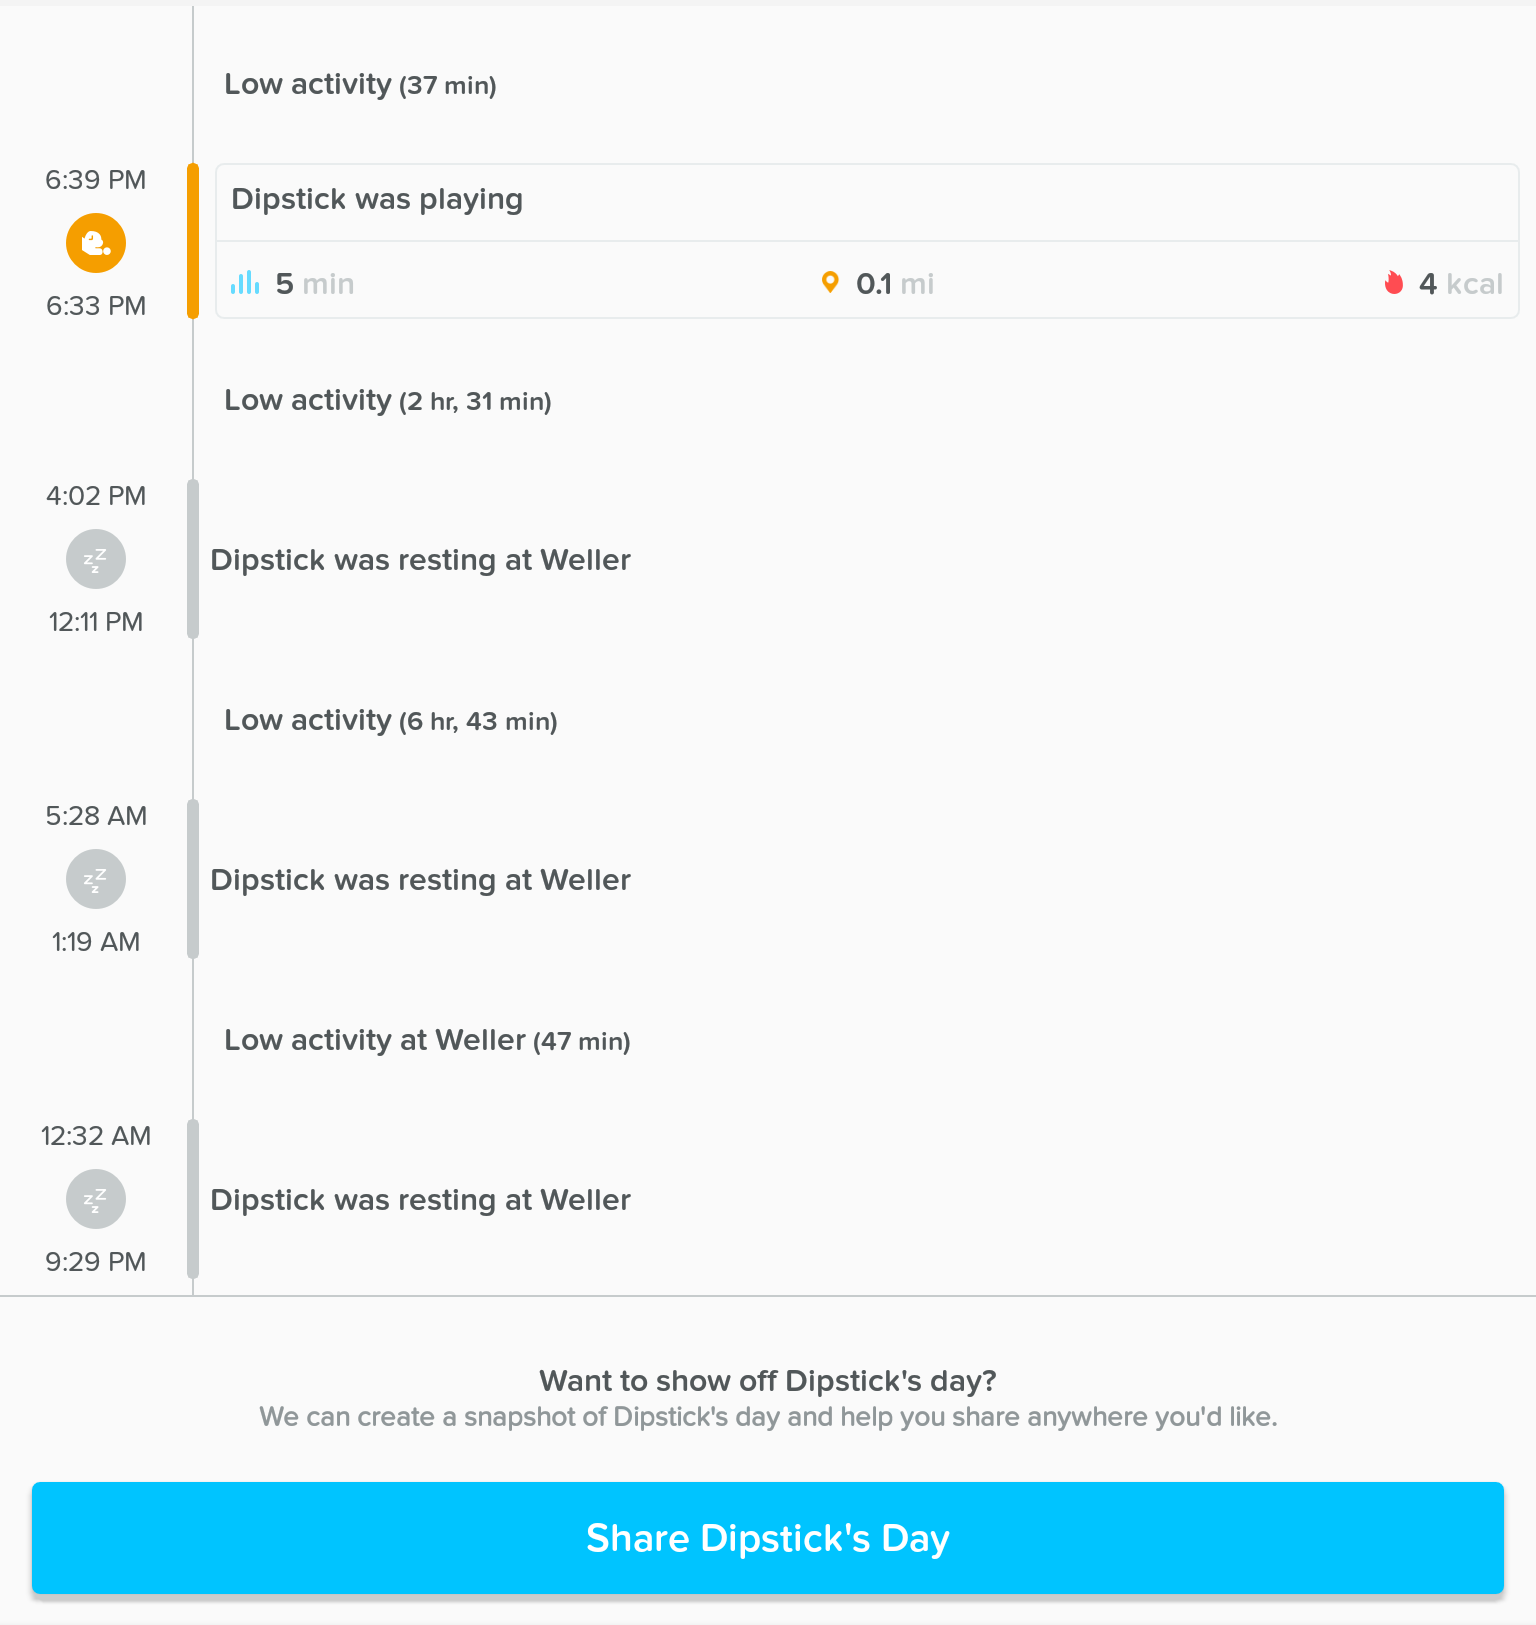 Low activity (37 min)
6:39 PM
Dipstick was playing
5 min 0.1 mi 4 kcal
6:33 PM
Low activity (2 hr, 31 min)
4:02 PM
Dipstick was resting at Weller
12:11 PM
Low activity (6 hr, 43 min)
5:28 AM
zzz
Dipstick was resting at Weller
1:19 AM
Low activity at Weller (47 min)
12:32 AM
Dipstick was resting at Weller
9:29 PM
Want to show off Dipstick's day?
We can create a snapshot of Dipstick's day and help you share anywhere you'd like.
Share Dipstick's Day